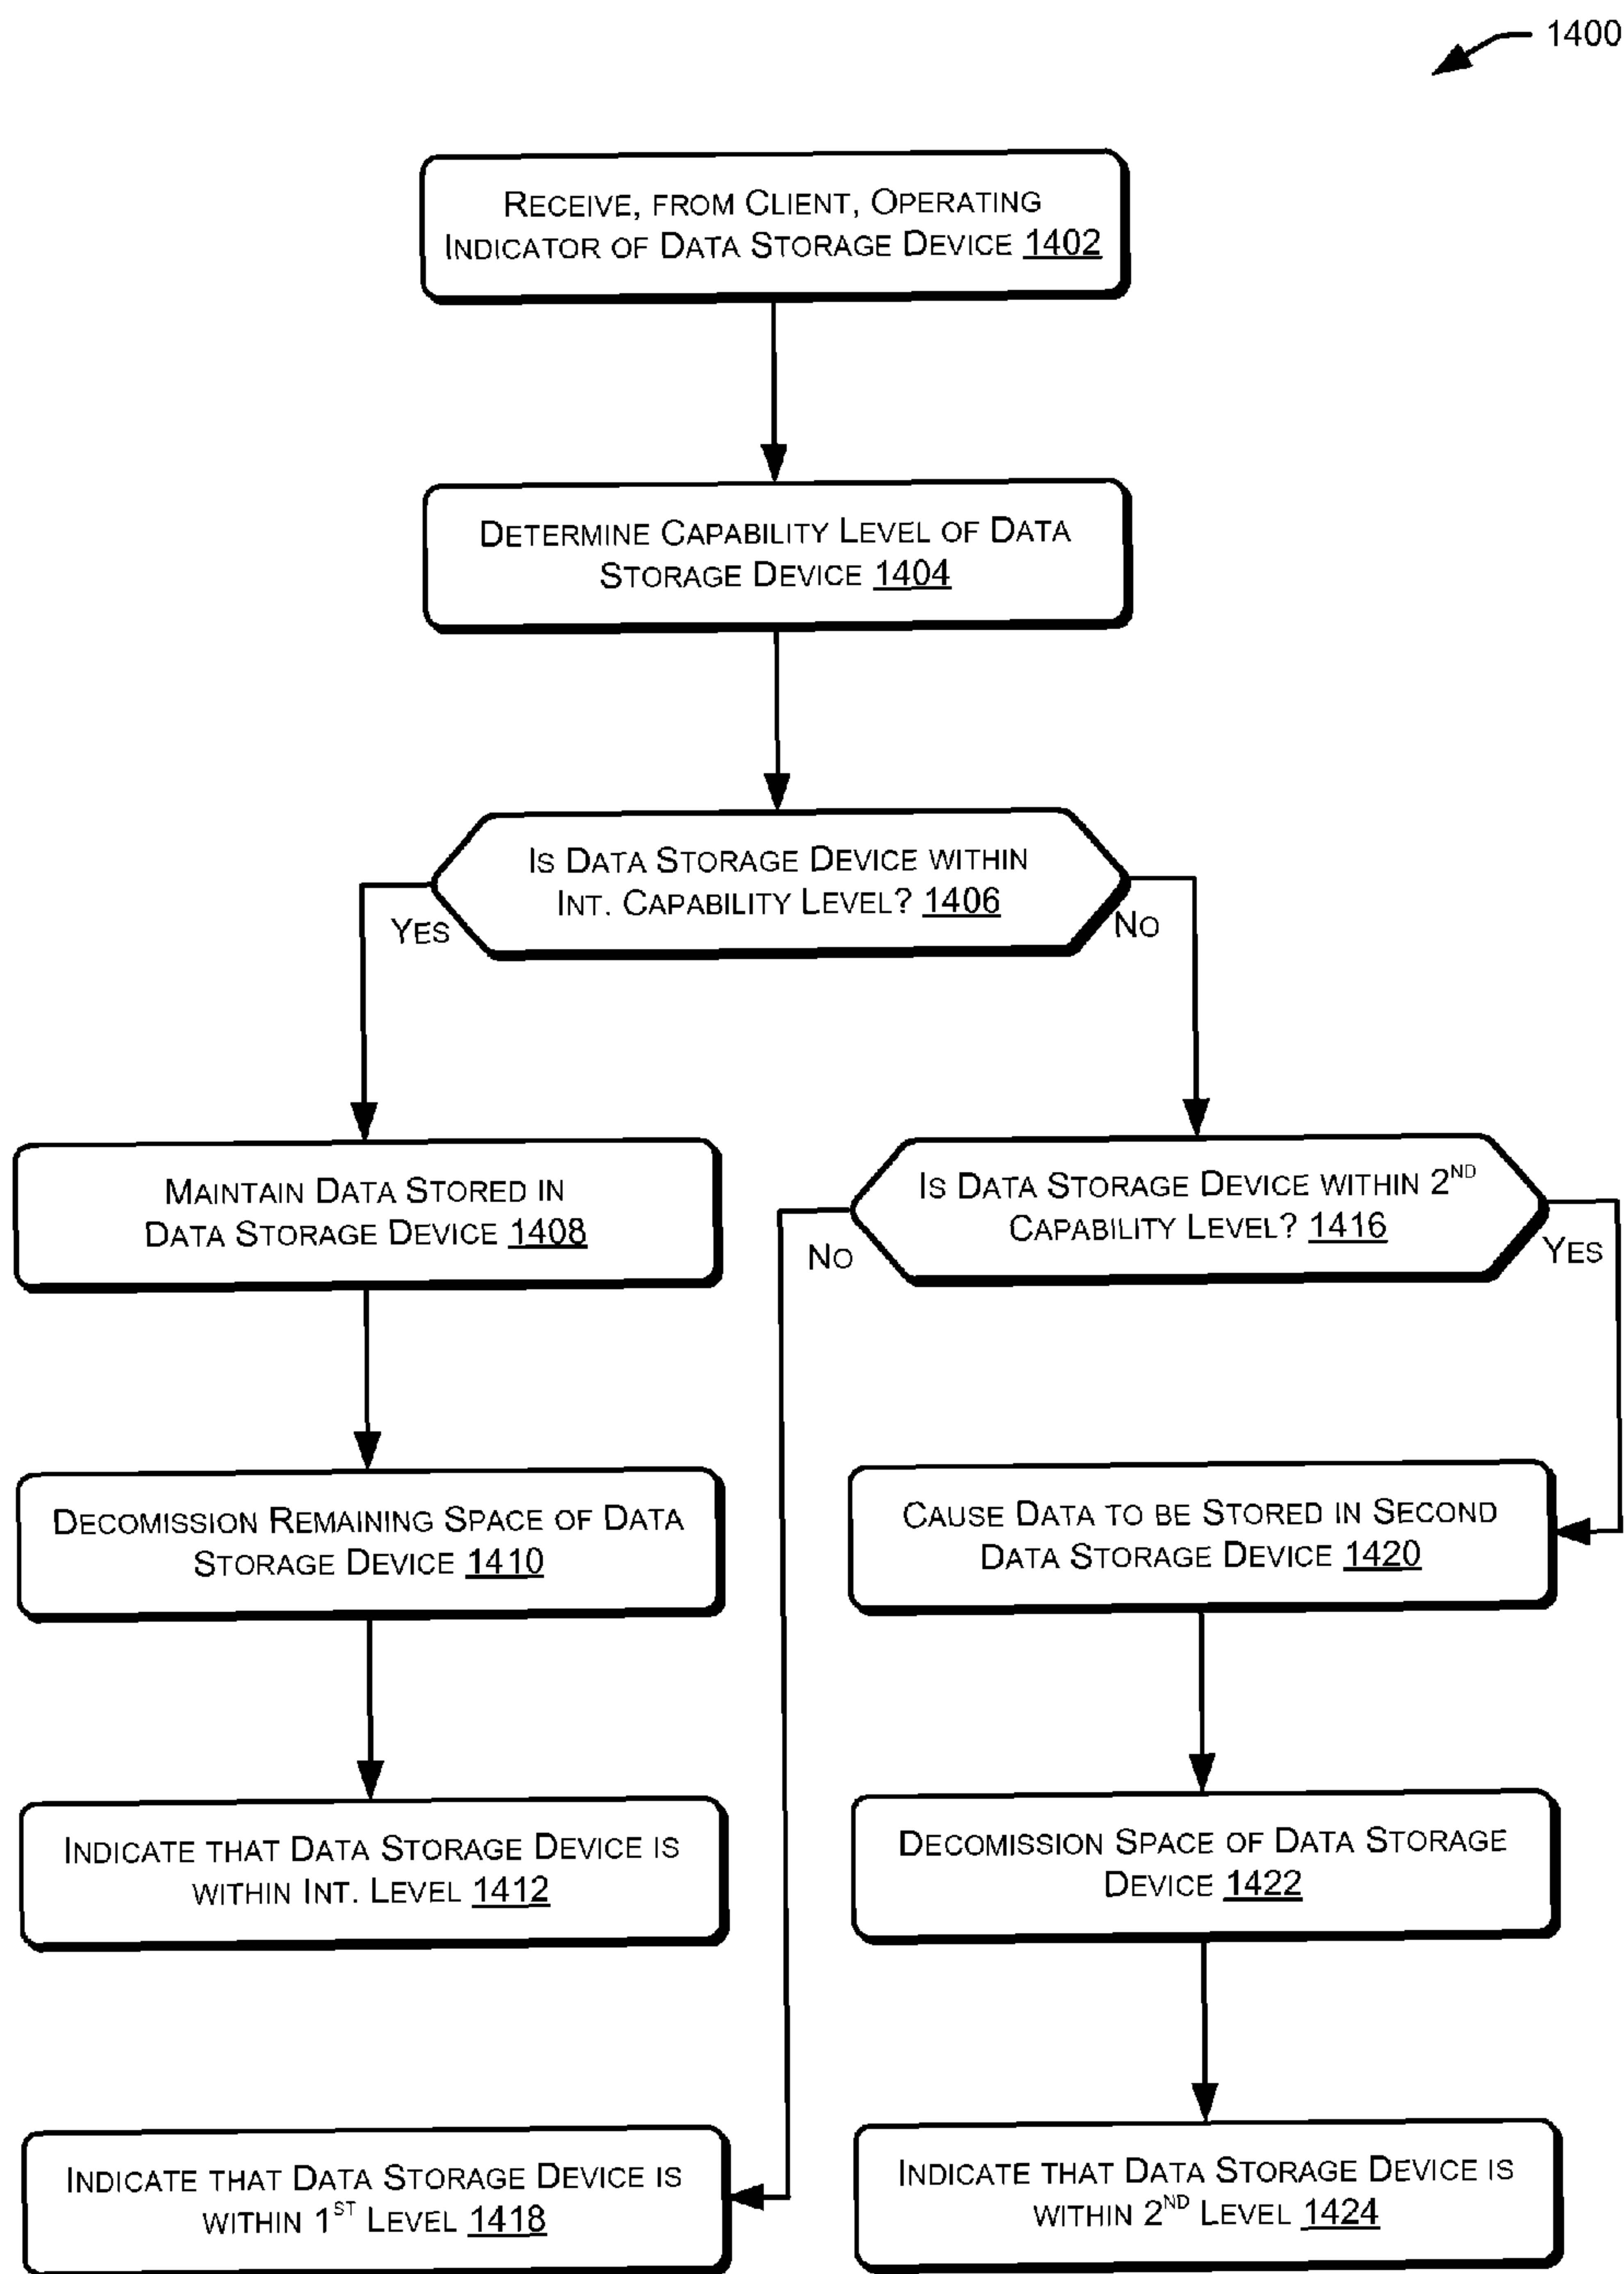 1400
RECEIVE, FROM CLIENT, OPERATING
INDICATOR OF DATA STORAGE DEVICE 1402
DETERMINE CAPABILITY LEVEL OF DATA
STORAGE DEVICE 1404
IS DATA STORAGE DEVICE WITHIN
INT. CAPABILITY LEVEL? 1406
YES
NO
MAINTAIN DATA STORED IN
DATA STORAGE DEVICE 1408
IS DATA STORAGE DEVICE WITHIN 2ND
CAPABILITY LEVEL? 1416
NO
YES
DECOMISSION REMAINING SPACE OF DATA
STORAGE DEVICE 1410
CAUSE DATA TO BE STORED IN SECOND
DATA STORAGE DEVICE 1420
INDICATE THAT DATA STORAGE DEVICE IS
WITHIN INT. LEVEL 1412
DECOMISSION SPACE OF DATA STORAGE
DEVICE 1422
INDICATE THAT DATA STORAGE DEVICE IS
WITHIN 1ST LEVEL 1418
INDICATE THAT DATA STORAGE DEVICE IS
WITHIN 2ND LEVEL 1424